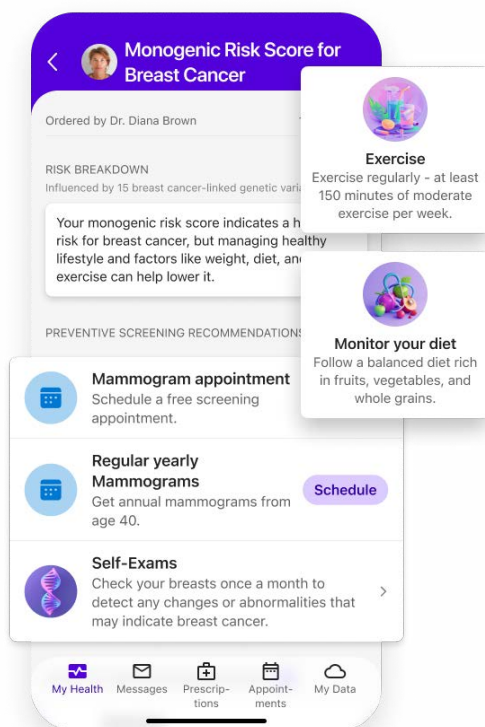 Monogenic Risk Score for
Breast Cancer
Ordered by Dr. Diana Brown
RISK BREAKDOWN
Influenced by 15 breast cancer-linked genetic
Your monogenic risk score indicates a
risk for breast cancer, but managing healthy
lifestyle and factors like weight, diet,
exercise can help lower it.
PREVENTIVE SCREENING RECOMMENDATIONS
Exercise
Exercise regularly - at least
150 minutes of moderate
exercise per week.
Monitor your diet
Follow a balanced diet rich
in fruits, vegetables, and
whole grains.
Mammogram appointment
Schedule a free screening
appointment.
Regular yearly
Mammograms
Get annual mammograms from
age 40.
Schedule
Self-Exams
Check your breasts once a month to
detect any changes or abnormalities that
may indicate breast cancer.
My Health
Messages
Prescrip-
tions
Appoint-
ments
My Data